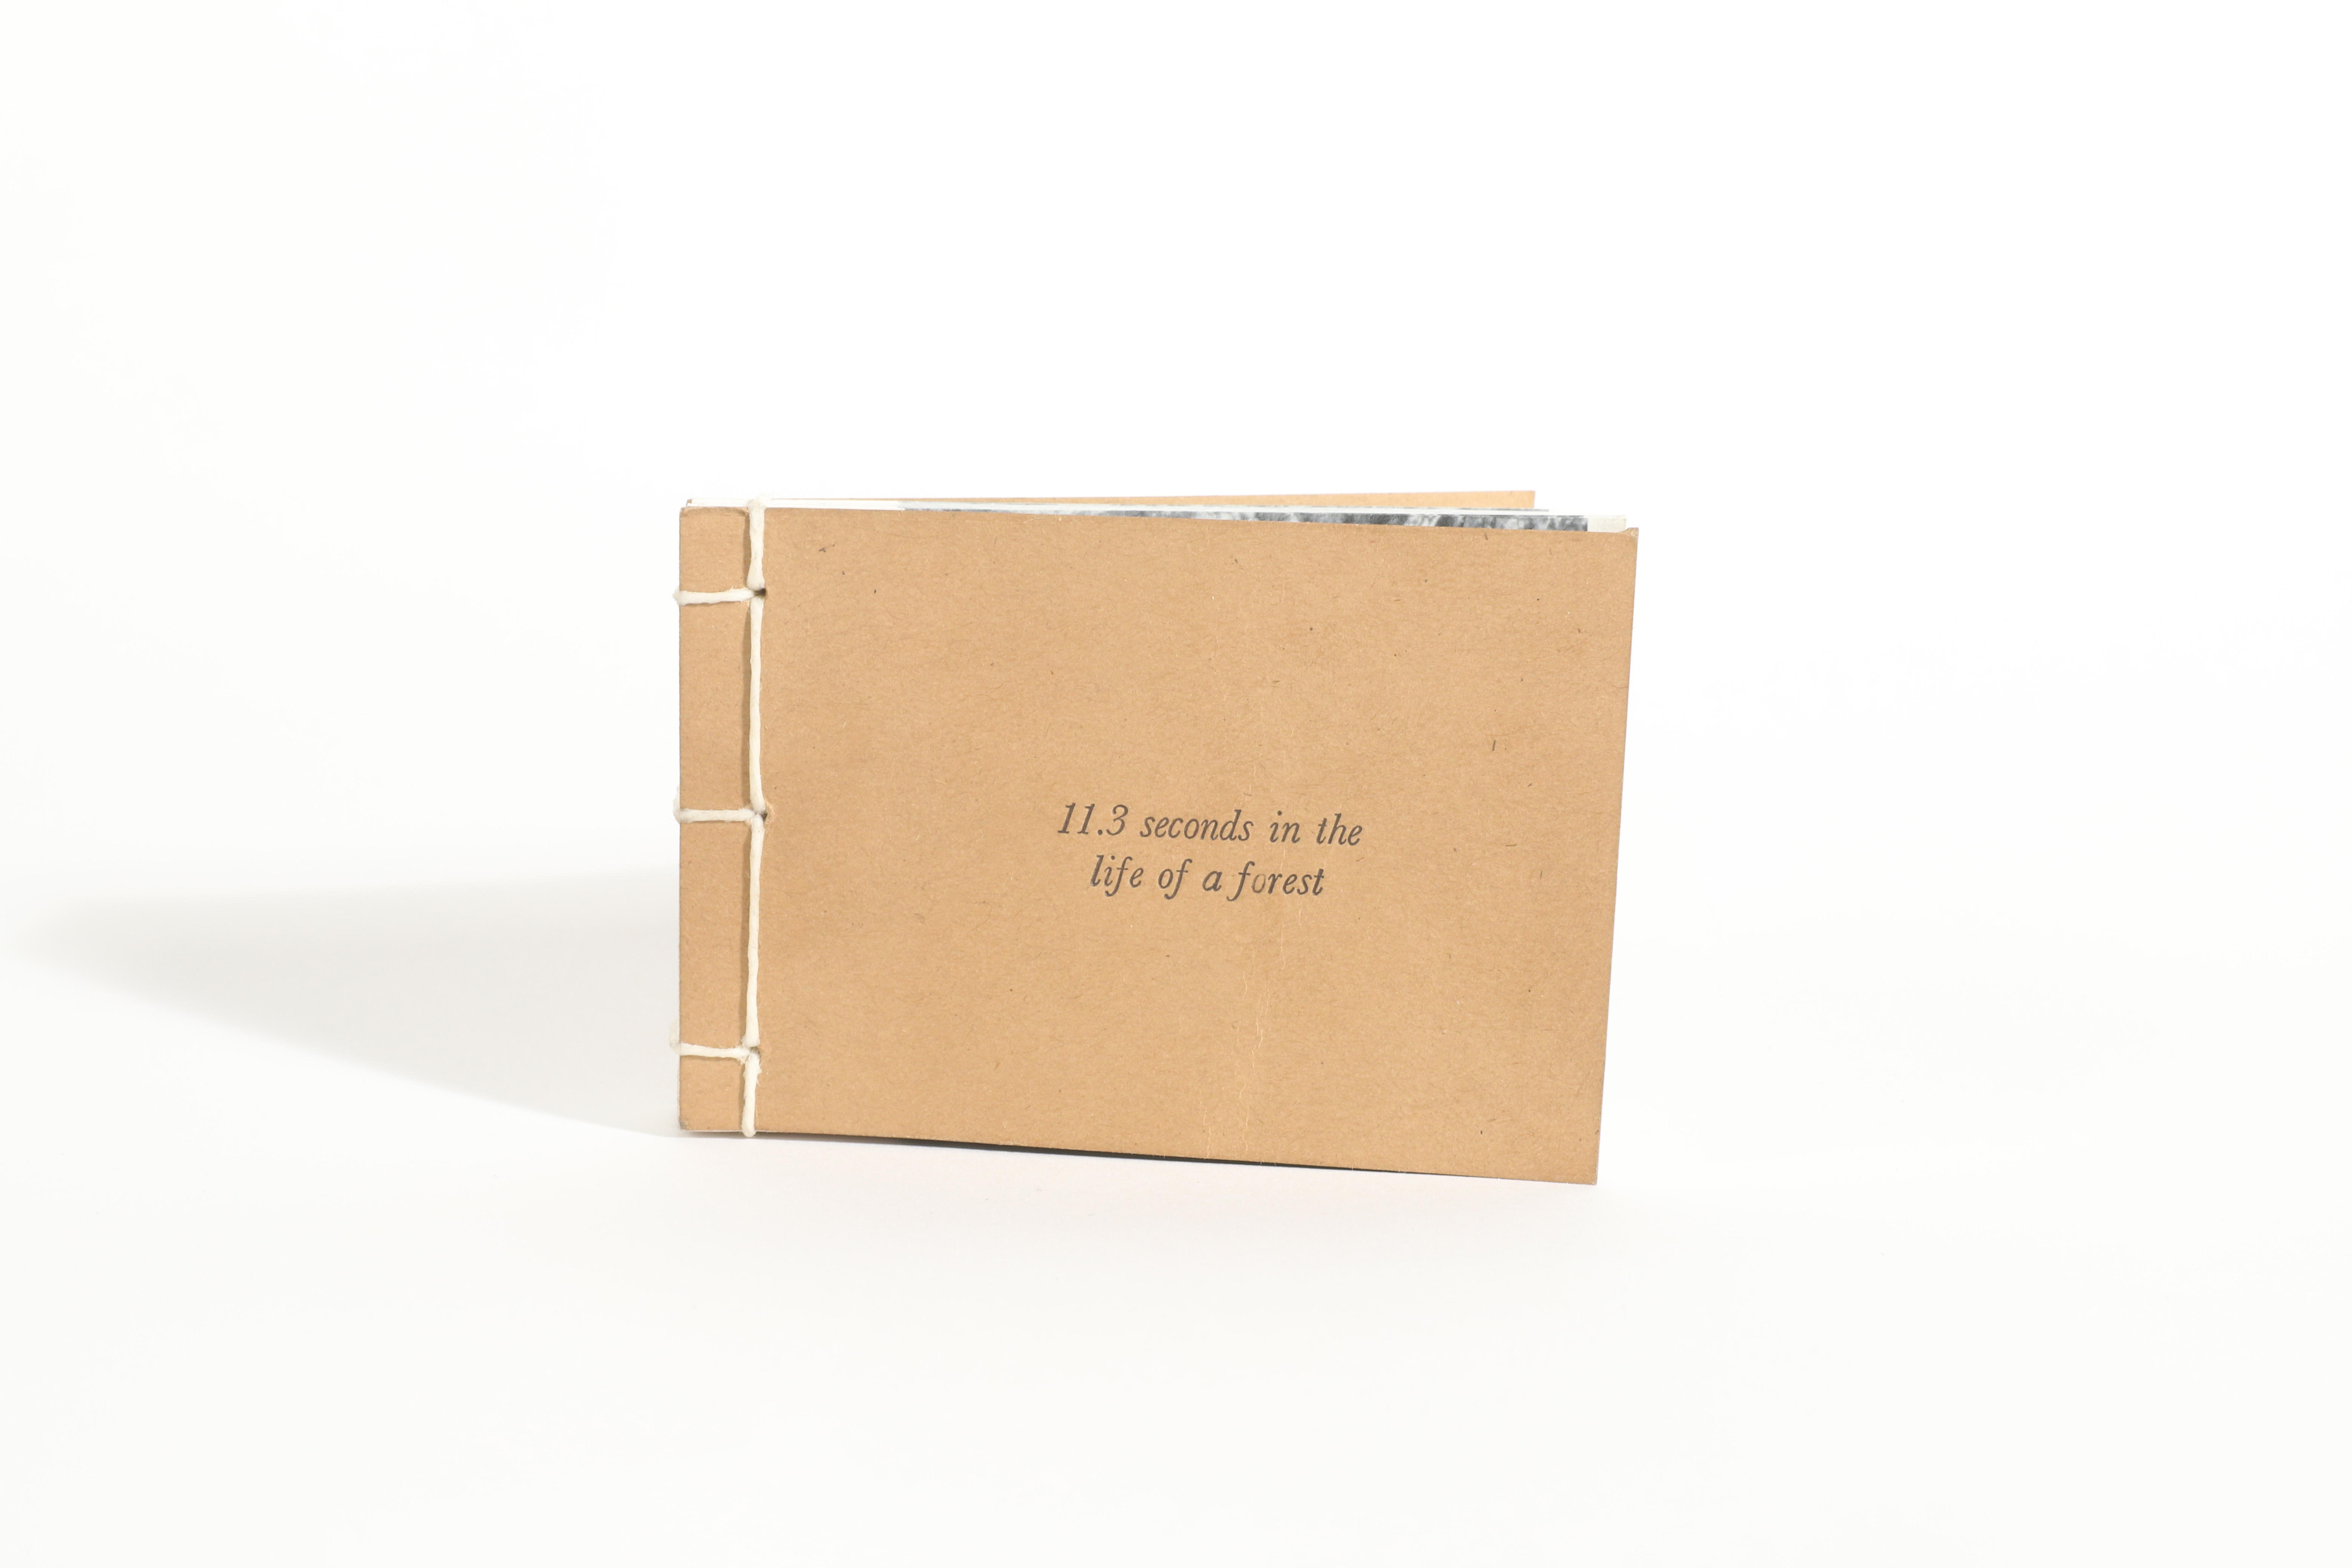 11.3 seconds in the
life of a forest